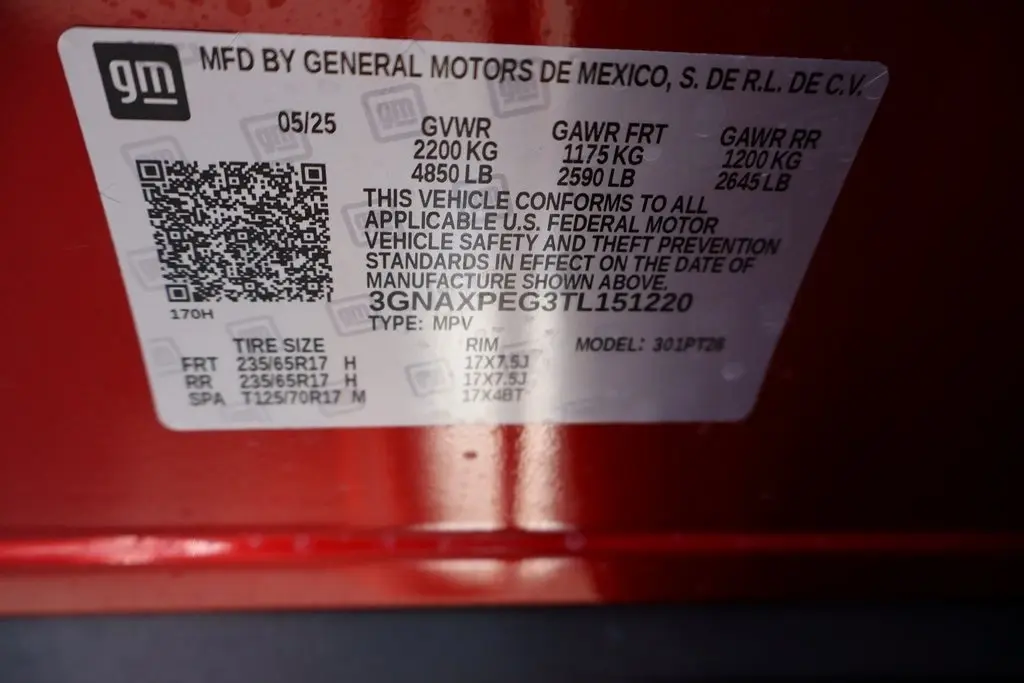 gm
MFD BY GENERAL MOTORS DE MEXICO, S. DE R.L. DE C.V.
05/25 GVWR GAWR FRT GAWR RR
2200 KG 1175 KG 1200 KG
4850 LB 2590 LB 2645 LB
THIS VEHICLE CONFORMS TO ALL
APPLICABLE U.S. FEDERAL MOTOR
VEHICLE SAFETY AND THEFT PREVENTION
STANDARDS IN EFFECT ON THE DATE OF
MANUFACTURE SHOWN ABOVE.
3GNAXPEG3TL151220
170H
TYPE: MPV
TIRE SIZE RIM MODEL: 301PT26
FRT 235/65R17 H 17X7.5J
RR 235/65R17 H 17X7.5J
SPA T125/70R17 M 17X4BT